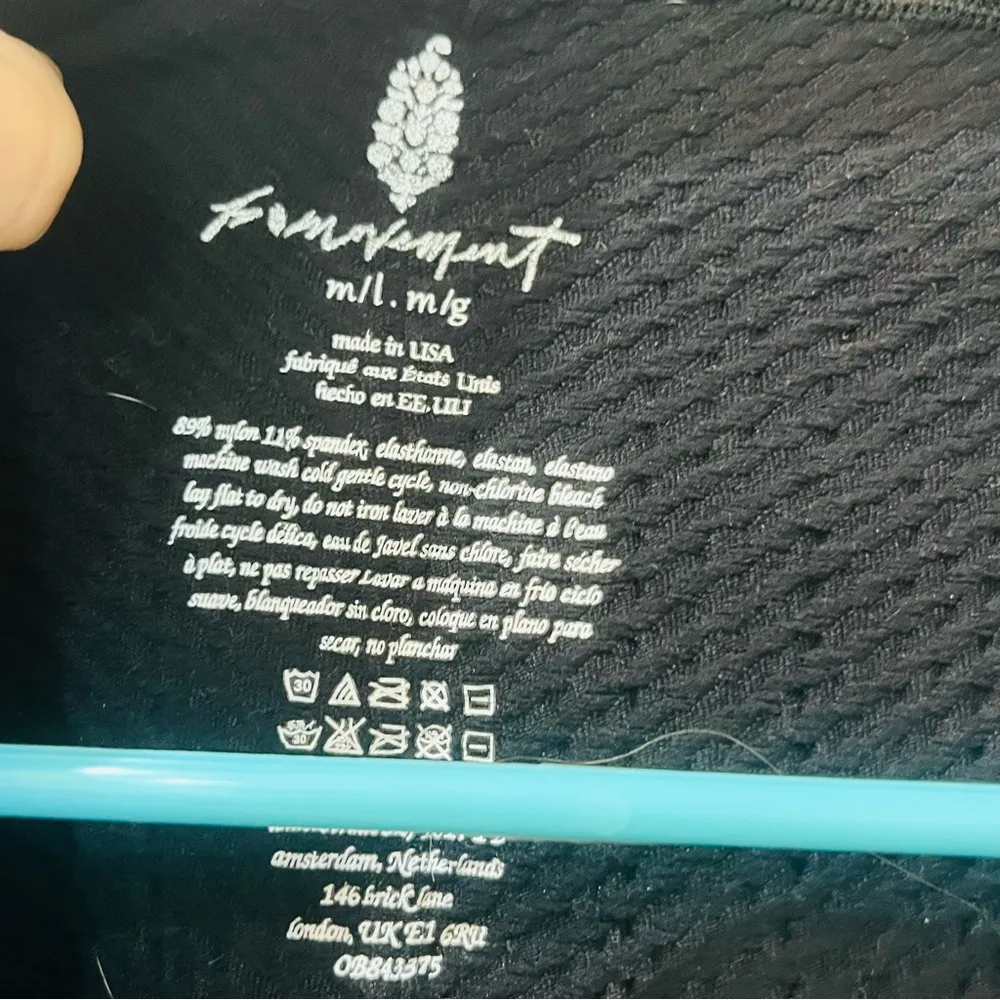 fp movement
m/l . m/g
made in USA
fabriqué aux États Unis
hecho en EE.UU
89% nylon 11% spandex, elasthanne, elastan, elastano
machine wash cold gentle cycle, non-chlorine bleach
lay flat to dry, do not iron laver à la machine à l'eau
froide cycle délica, eau de Javel sans chlore, faire sécher
à plat, ne pas repasser Lavar a máquina en frío ciclo
suave, blanqueador sin cloro, coloque en plano para
secar, no planchar
30
30
amsterdam, Netherlands
146 brick lane
london, UK E1 6RU
OB843375